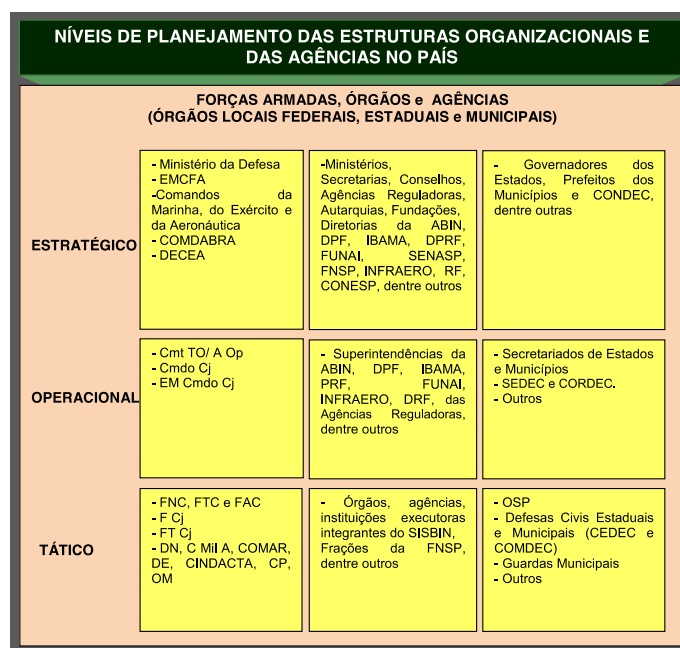 NÍVEIS DE PLANEJAMENTO DAS ESTRUTURAS ORGANIZACIONAIS E
DAS AGÊNCIAS NO PAÍS
FORÇAS ARMADAS, ÓRGÃOS e AGÊNCIAS
(ÓRGÃOS LOCAIS FEDERAIS, ESTADUAIS e MUNICIPAIS)
ESTRATÉGICO
- Ministério da Defesa
- EMCFA
-Comandos da
Marinha, do Exército e
da Aeronáutica
- COMDABRA
- DECEA
-Ministérios,
Secretarias, Conselhos,
Agências Reguladoras,
Autarquias, Fundações,
Diretorias da ABIN,
DPF, IBAMA, DPRF,
FUNAI, SENASP,
FNSP, INFRAERO, RF,
CONESP, dentre outros
- Governadores dos
Estados, Prefeitos dos
Municípios e CONDEC,
dentre outras
OPERACIONAL
- Cmt TO/ A Op
- Cmdo Cj
- EM Cmdo Cj
- Superintendências da
ABIN, DPF, IBAMA,
PRF, FUNAI,
INFRAERO, DRF, das
Agências Reguladoras,
dentre outros
- Secretariados de Estados
e Municípios
- SEDEC e CORDEC.
- Outros
TÁTICO
- FNC, FTC e FAC
- F Cj
- FT Cj
- DN, C Mil A, COMAR,
DE, CINDACTA, CP,
OM
- Órgãos, agências,
instituições executoras
integrantes do SISBIN,
Frações da FNSP,
dentre outros
- OSP
- Defesas Civis Estaduais
e Municipais (CEDEC e
COMDEC)
- Guardas Municipais
- Outros